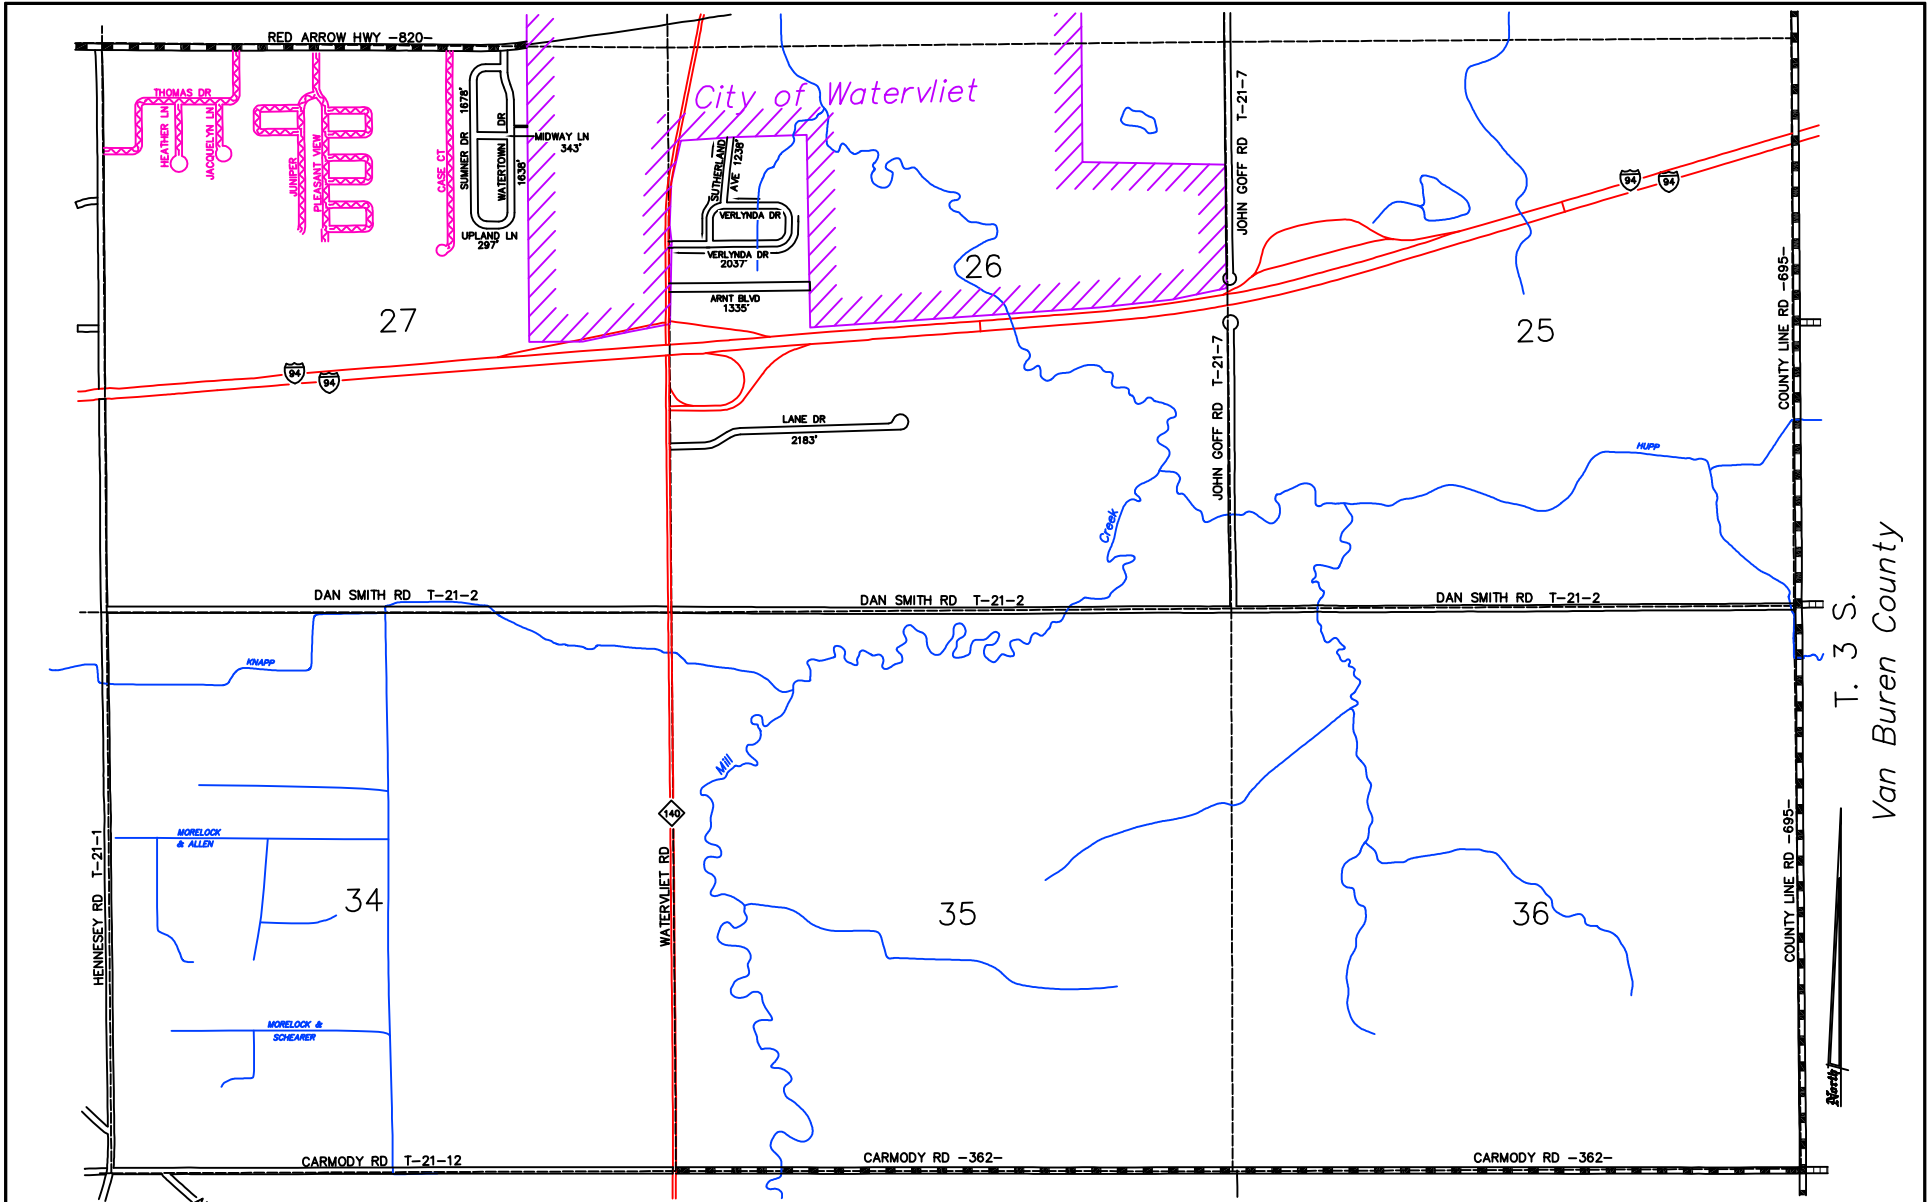 RED ARROW HWY -820-
City of Watervliet
THOMAS DR
HEATHER LN
JACQUELYN LN
JUNIPER
PLEASANT VIEW
CASE CT
SUMNER DR 1678'
WATERTOWN DR
1638'
MIDWAY LN
343'
UPLAND LN
297'
SUTHERLAND
AVE 1238'
VERLYNDA DR
VERLYNDA DR
2037'
ARNT BLVD
1335'
JOHN GOFF RD T-21-7
94
94
26
27
25
COUNTY LINE RD -695-
94
94
JOHN GOFF RD T-21-7
LANE DR
2183'
HUPP
Creek
DAN SMITH RD T-21-2
DAN SMITH RD T-21-2
DAN SMITH RD T-21-2
T. 3 S.
Van Buren County
KNAPP
Mill
140
MORELOCK
& ALLEN
HENNESEY RD T-21-1
WATERVLIET RD
34
35
36
COUNTY LINE RD -695-
MORELOCK &
SCHEARER
North
CARMODY RD T-21-12
CARMODY RD -362-
CARMODY RD -362-